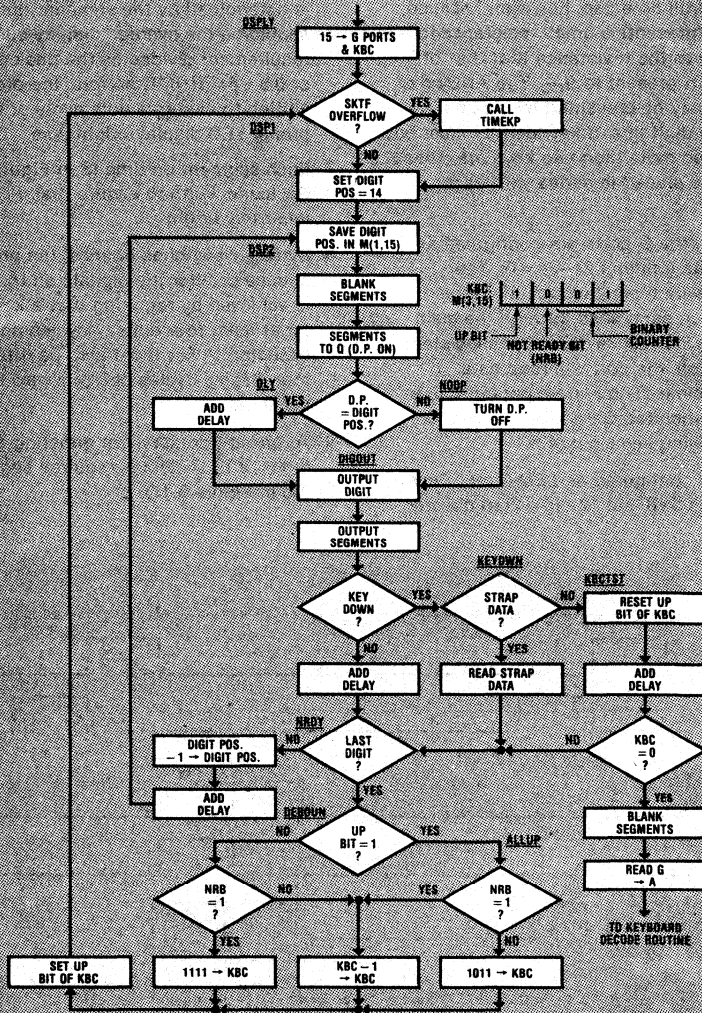 DSPLY
15 → G PORTS
& KBC
SKTF
OVERFLOW
?
YES
CALL
TIMEKP
DSP1
NO
SET DIGIT
POS = 14
SAVE DIGIT
POS. IN M(1,15)
DSP2
BLANK
SEGMENTS
KBC:
M(3,15)
1 0 0 1
UP BIT
NOT READY BIT
(NRB)
BINARY
COUNTER
SEGMENTS
TO Q (D.P. ON)
DLY
YES
D.P.
= DIGIT
POS.?
NO
NODP
ADD
DELAY
TURN D.P.
OFF
DIGOUT
OUTPUT
DIGIT
OUTPUT
SEGMENTS
KEYDWN
KEY
DOWN
?
YES
STRAP
DATA
?
NO
KBCTST
RESET UP
BIT OF KBC
NO
YES
ADD
DELAY
READ STRAP
DATA
ADD
DELAY
NRDY
DIGIT POS.
– 1 → DIGIT POS.
NO
LAST
DIGIT
?
NO
KBC
= 0
?
ADD
DELAY
YES
YES
DEBOUN
NO
UP
BIT = 1
?
YES
ALLUP
BLANK
SEGMENTS
NRB
= 1
?
NO
YES
NRB
= 1
?
READ G
→ A
YES
NO
TO KEYBOARD
DECODE ROUTINE
SET UP
BIT OF KBC
1111 → KBC
KBC – 1
→ KBC
1011 → KBC